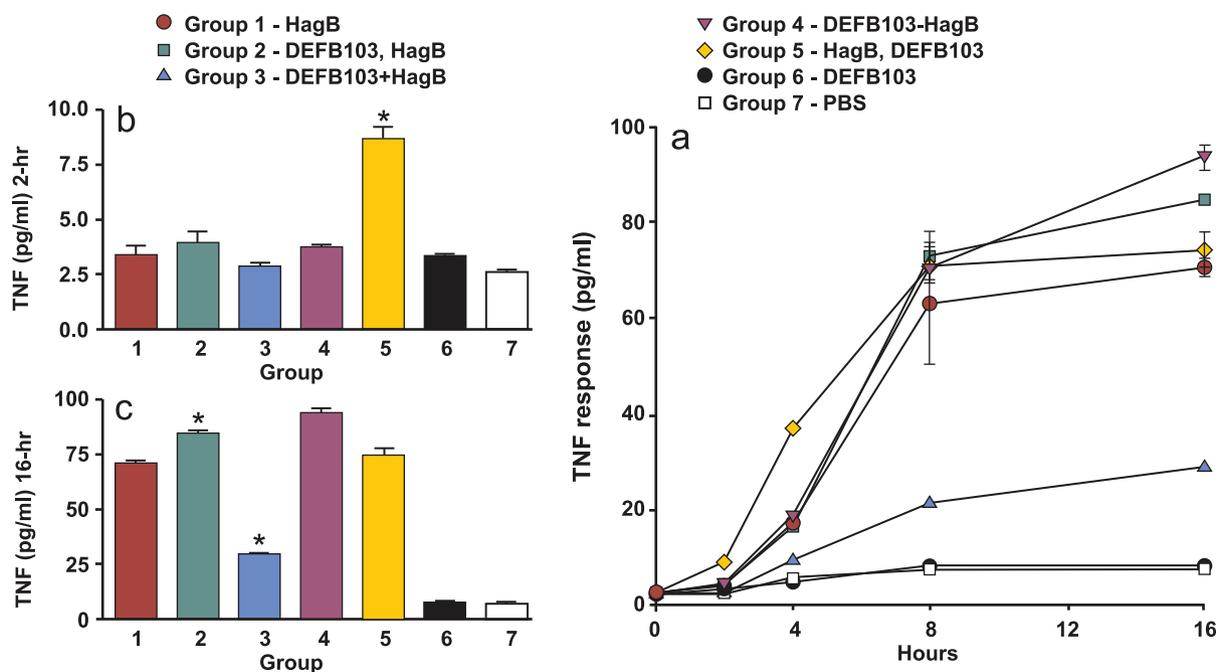 Group 1 - HagB
Group 2 - DEFB103, HagB
Group 3 - DEFB103+HagB
Group 4 - DEFB103-HagB
Group 5 - HagB, DEFB103
Group 6 - DEFB103
Group 7 - PBS
b
TNF (pg/ml) 2-hr
10.0
7.5
5.0
2.5
0.0
*
1 2 3 4 5 6 7
Group
c
TNF (pg/ml) 16-hr
100
75
50
25
0
*
*
1 2 3 4 5 6 7
Group
a
TNF response (pg/ml)
100
80
60
40
20
0
0 4 8 12 16
Hours